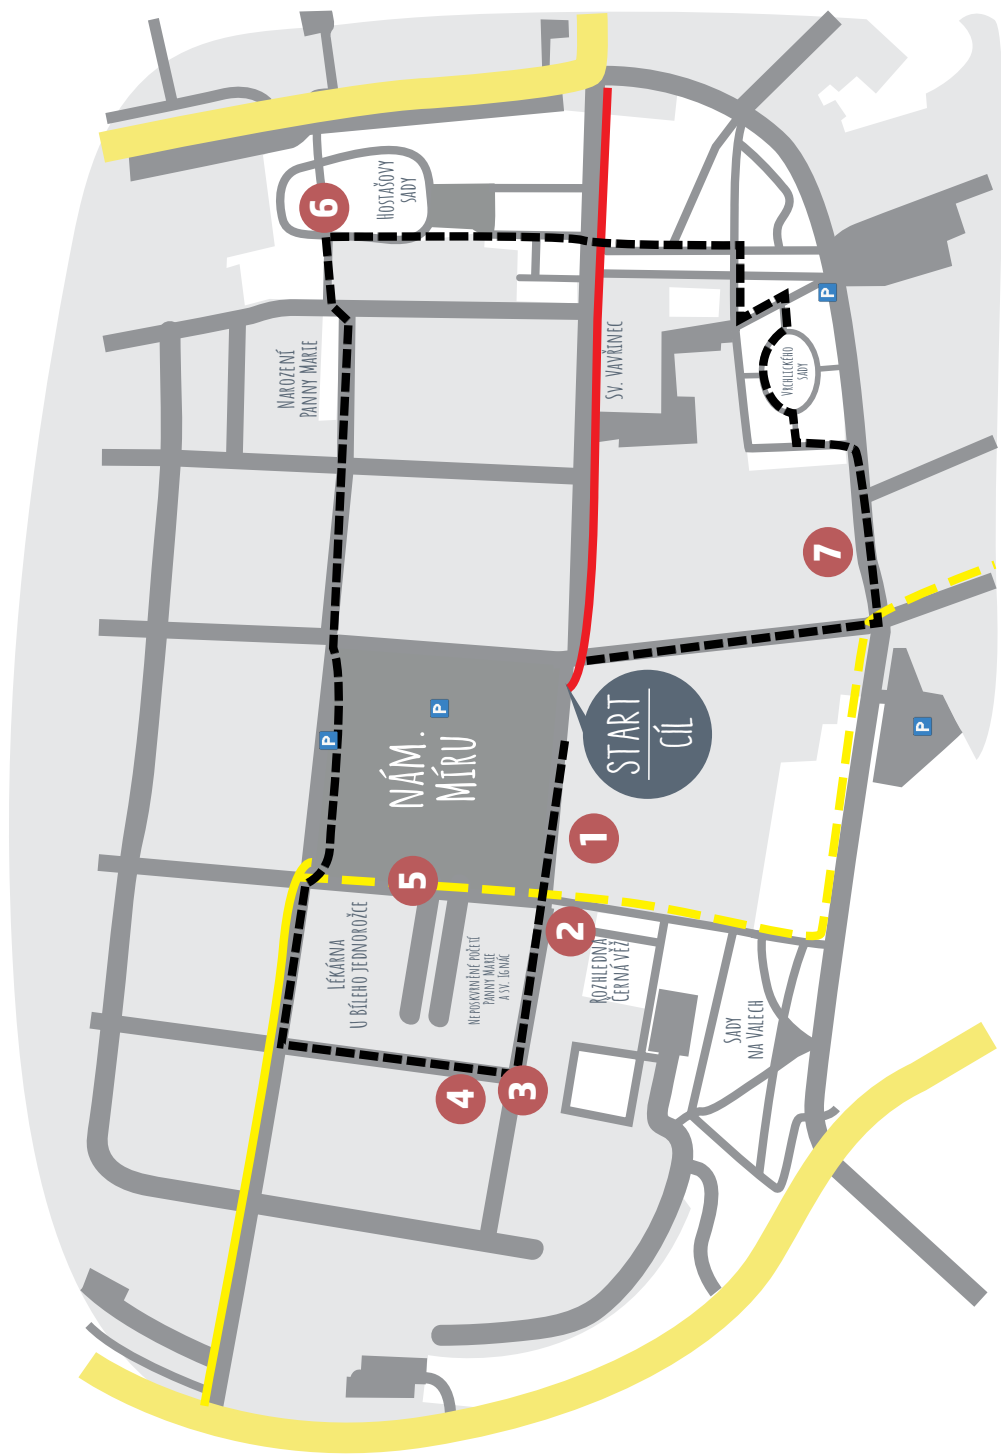 6
HOSTAŠOVY
SADY
NAROZENÍ
PANNY MARIE
SV. VAVŘINEC
P
VRCHLICKÉHO
SADY
7
P
P
NÁM.
MÍRU
START
CÍL
P
1
5
2
LÉKÁRNA
U BÍLEHO JEDNOROŽCE
NEPOSKVRNĚNÉ POČETÍ
PANNY MARIE
A SV. IGNÁC
ROZHLEDNA
ČERNÁ VĚŽ
SADY
NA VALECH
4
3